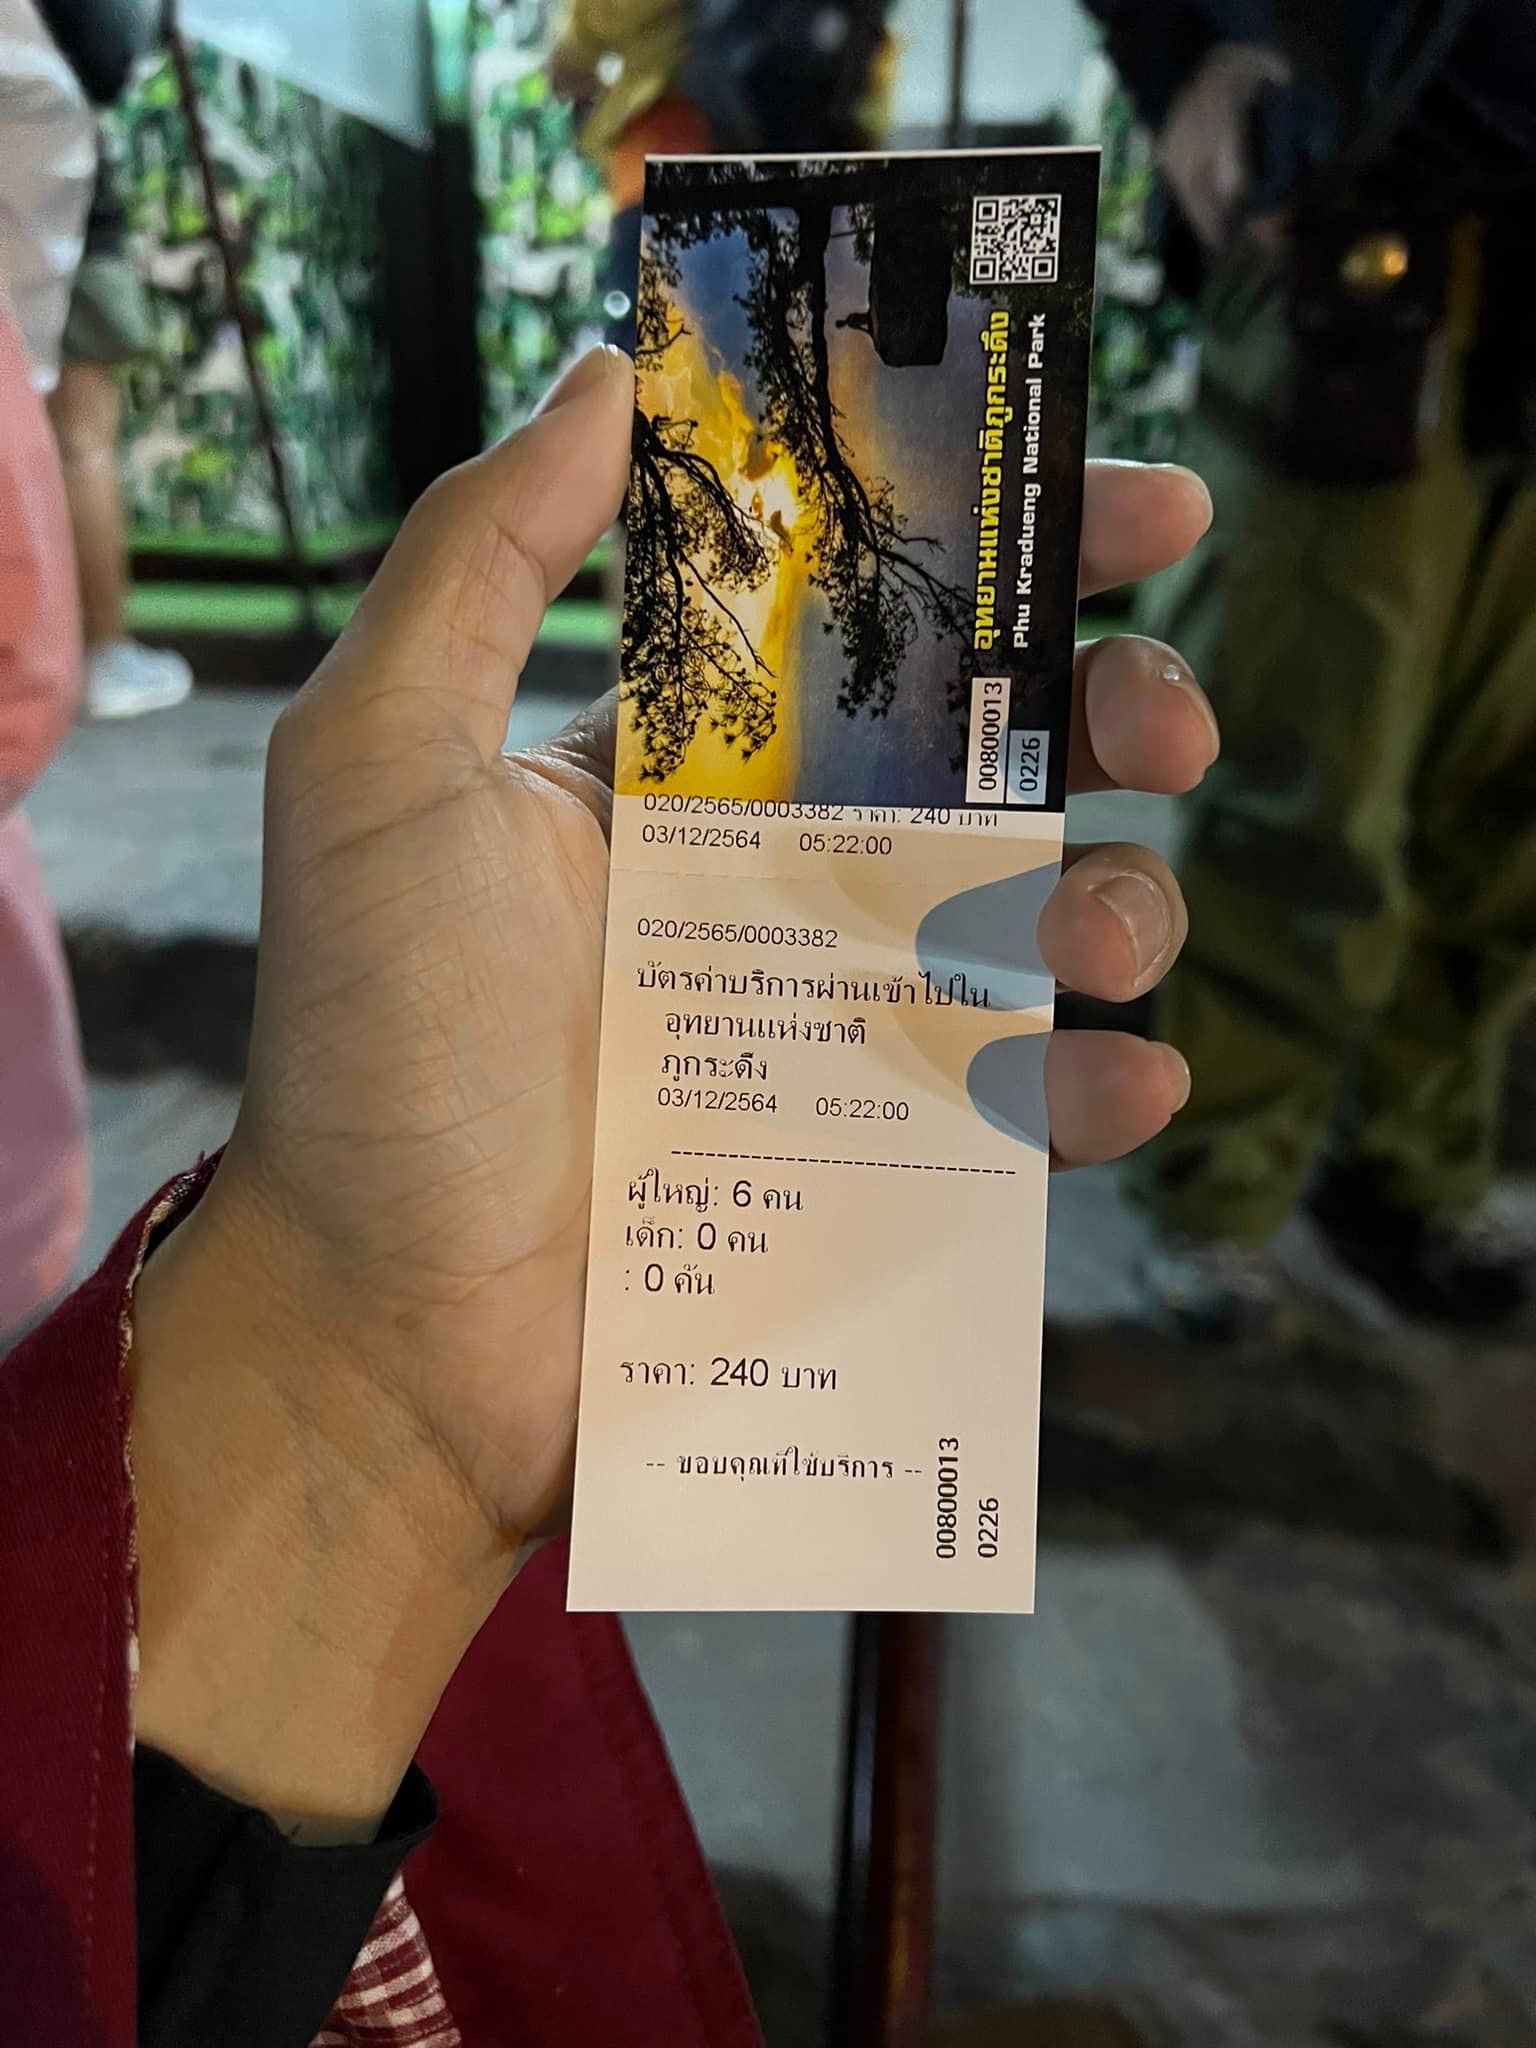 อุทยานแห่งชาติภูกระดึง
Phu Kradueng National Park
00800013
0226
020/2565/0003382 ราคา: 240 บาท
03/12/2564 05:22:00
020/2565/0003382
บัตรค่าบริการผ่านเข้าไปใน
อุทยานแห่งชาติ
ภูกระดึง
03/12/2564 05:22:00
------------------------------
ผู้ใหญ่: 6 คน
เด็ก: 0 คน
: 0 คัน
ราคา: 240 บาท
-- ขอบคุณที่ใช้บริการ --
00800013
0226